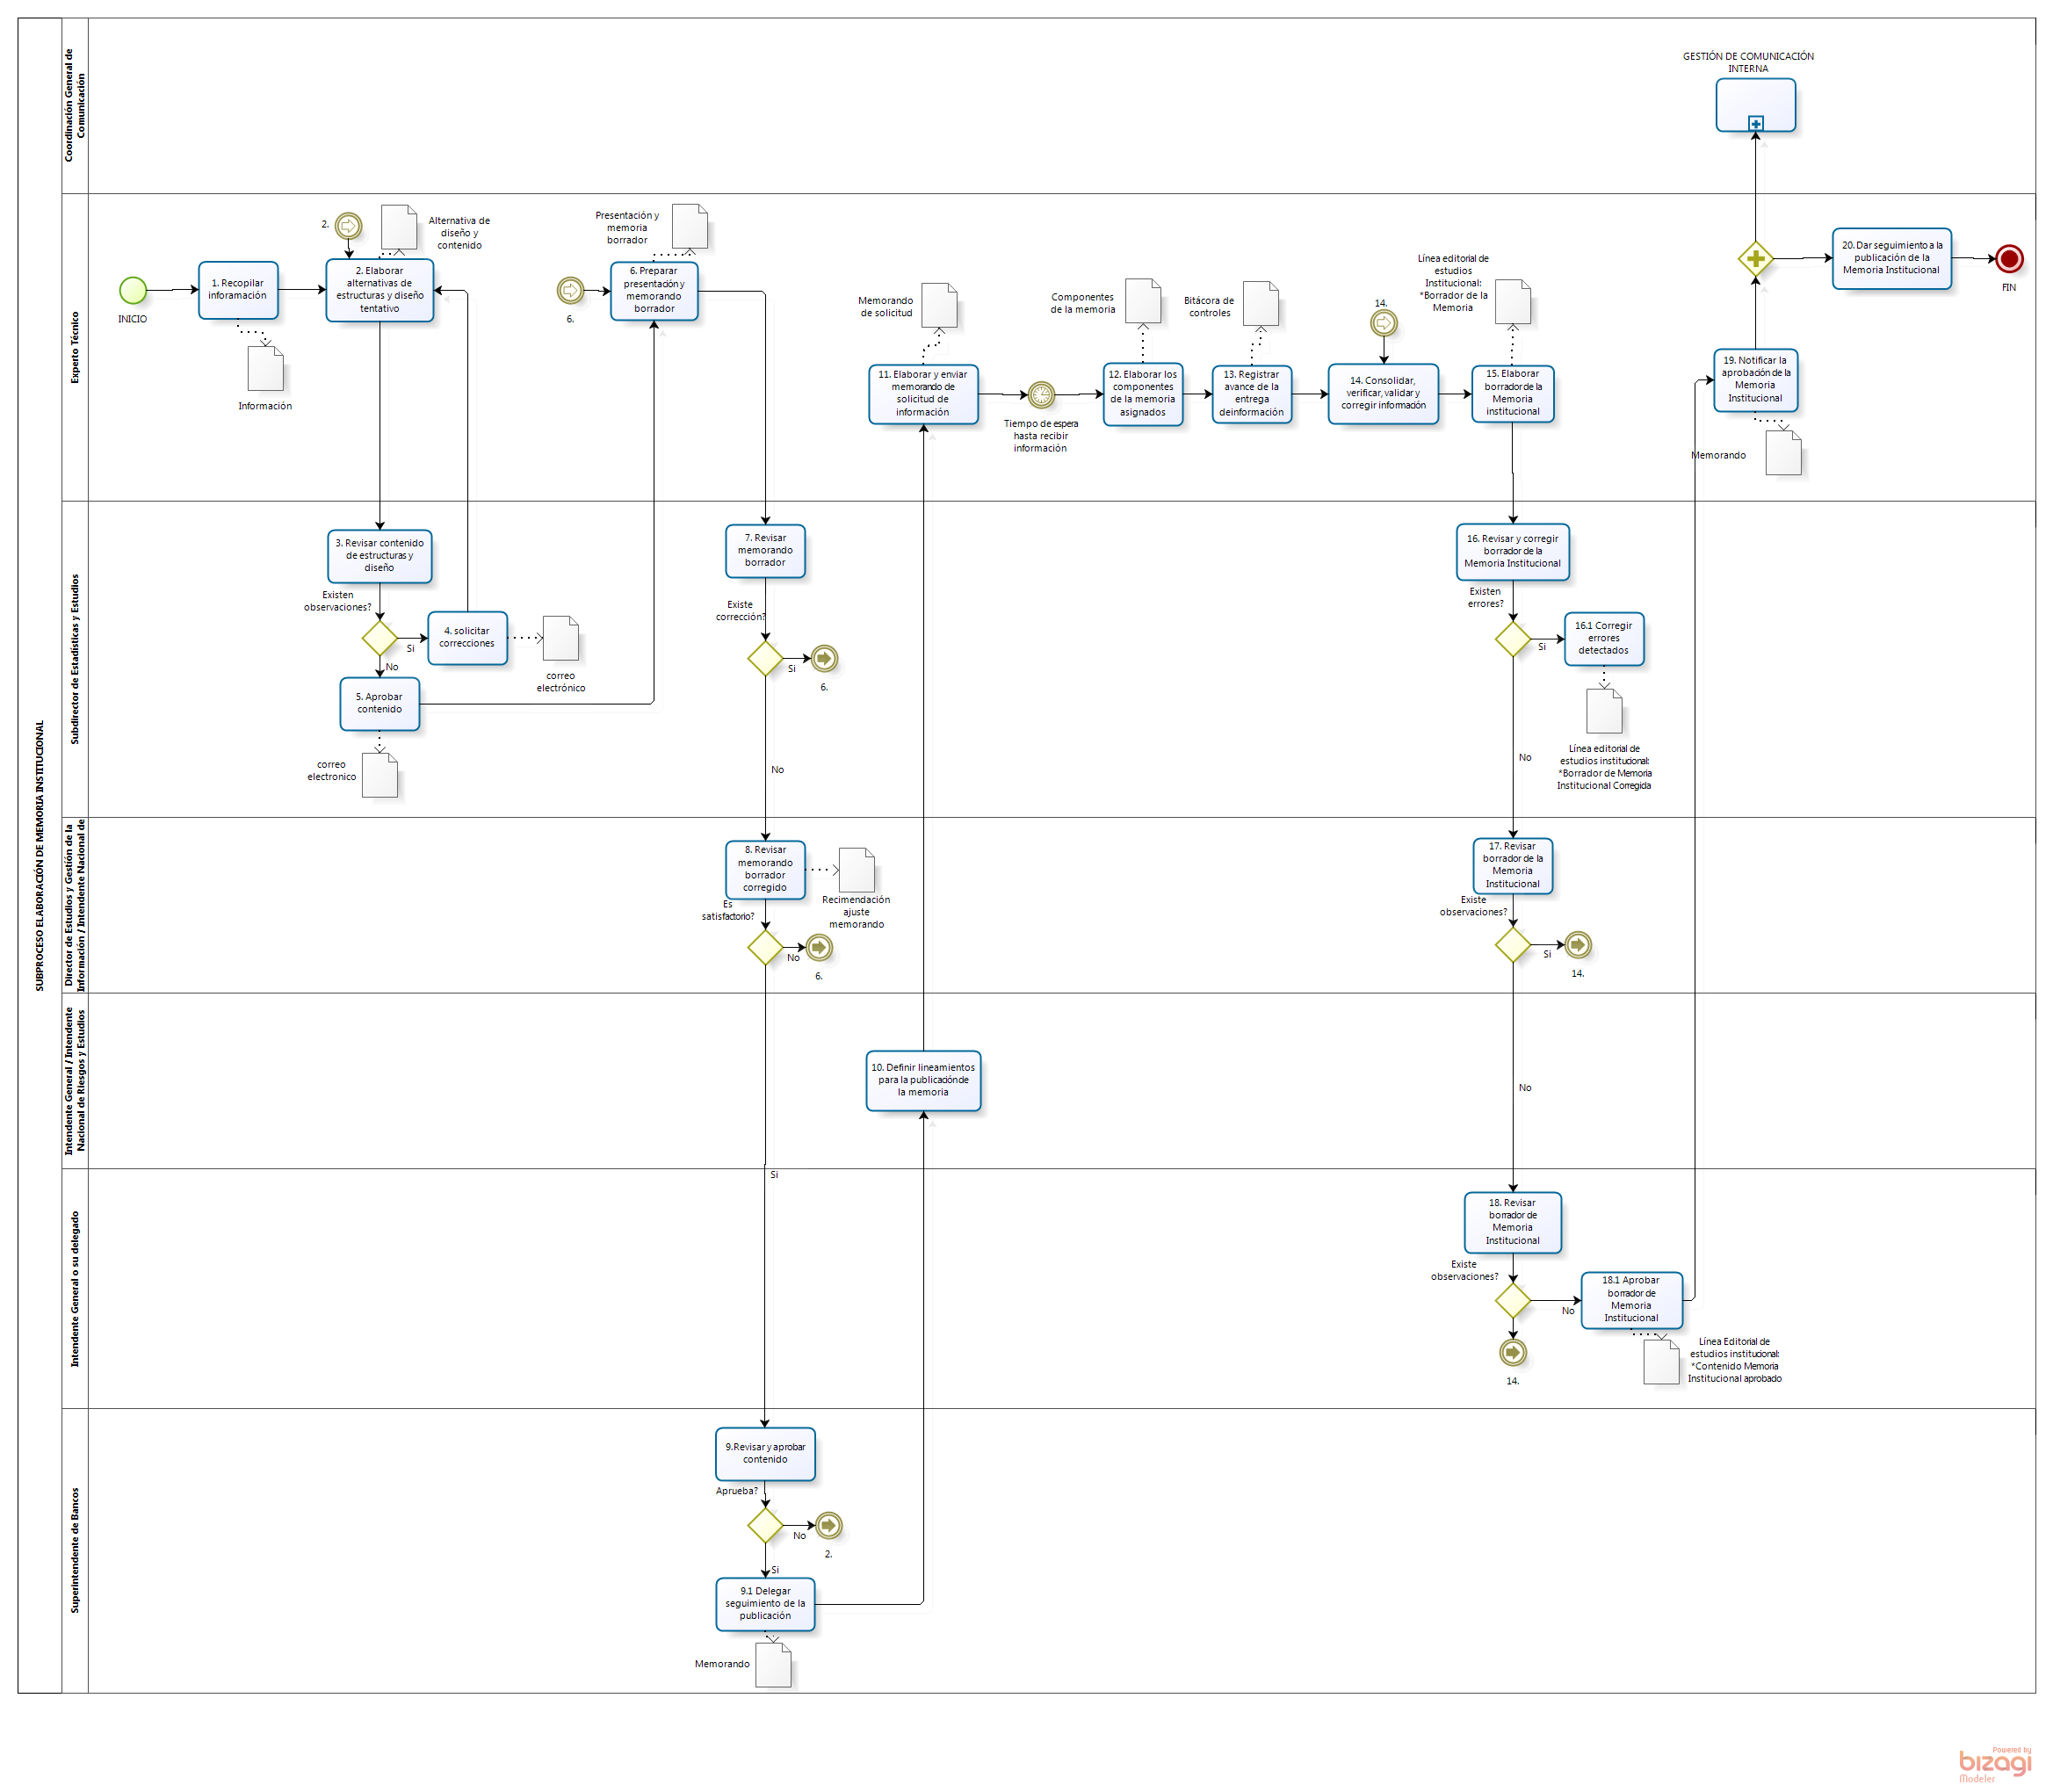 SUBPROCESO ELABORACIÓN DE MEMORIA INSTITUCIONAL
Coordinación General de
Comunicación
GESTIÓN DE COMUNICACIÓN
INTERNA
Experto Técnico
INICIO
1. Recopilar
inforamación
Información
2.
2. Elaborar
alternativas de
estructuras y diseño
tentativo
Alternativa de
diseño y
contenido
6.
6. Preparar
presentación y
memorando
borrador
Presentación y
memoria
borrador
11. Elaborar y enviar
memorando de
solicitud de
información
Memorando
de solicitud
Tiempo de espera
hasta recibir
información
12. Elaborar los
componentes
de la memoria
asignados
Componentes
de la memoria
13. Registrar
avance de la
entrega
deinformación
Bitácora de
controles
14.
14. Consolidar,
verificar, validar y
corregir información
15. Elaborar
borrador de la
Memoria
institucional
Línea editorial de
estudios
Institucional:
*Borrador de la
Memoria
19. Notificar la
aprobación de la
Memoria
Institucional
Memorando
20. Dar seguimiento a la
publicación de la
Memoria Institucional
FIN
Subdirector de Estadísticas y Estudios
3. Revisar contenido
de estructuras y
diseño
Existen
observaciones?
Si
No
4. solicitar
correcciones
correo
electrónico
5. Aprobar
contenido
correo
electronico
7. Revisar
memorando
borrador
Existe
corrección?
Si
6.
No
16. Revisar y corregir
borrador de la
Memoria Institucional
Existen
errores?
Si
16.1 Corregir
errores
detectados
Línea editorial de
estudios institucional:
*Borrador de Memoria
Institucional Corregida
No
Director de Estudios y Gestión de la
Información / Intendente Nacional de
8. Revisar
memorando
borrador
corregido
Recimendación
ajuste
memorando
Es
satisfactorio?
No
6.
17. Revisar
borrador de la
Memoria
Institucional
Existe
observaciones?
Si
14.
Intendente General / Intendente
Nacional de Riesgos y Estudios
10. Definir lineamientos
para la publicación de
la memoria
No
Si
Intendente General o su delegado
18. Revisar
borrador de
Memoria
Institucional
Existe
observaciones?
No
14.
18.1 Aprobar
borrador de
Memoria
Institucional
Línea Editorial de
estudios institucional:
*Contenido Memoria
Institucional aprobado
Superintendente de Bancos
9.Revisar y aprobar
contenido
Aprueba?
No
2.
Si
9.1 Delegar
seguimiento de la
publicación
Memorando
Powered by
bizagi
Modeler